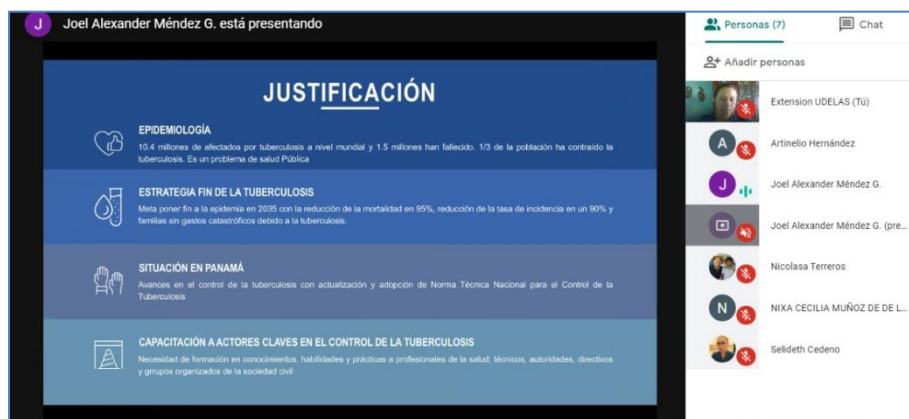 J Joel Alexander Méndez G. está presentando
JUSTIFICACIÓN
EPIDEMIOLOGÍA
10.4 millones de afectados por tuberculosis a nivel mundial y 1.5 millones han fallecido. 1/3 de la población ha contraído la
tuberculosis. Es un problema de salud Pública
ESTRATEGIA FIN DE LA TUBERCULOSIS
Meta poner fin a la epidemia en 2035 con la reducción de la mortalidad en 95%, reducción de la tasa de incidencia en un 90% y
familias sin gastos catastróficos debido a la tuberculosis.
SITUACIÓN EN PANAMÁ
Avances en el control de la tuberculosis con actualización y adopción de Norma Técnica Nacional para el Control de la
Tuberculosis
CAPACITACIÓN A ACTORES CLAVES EN EL CONTROL DE LA TUBERCULOSIS
Necesidad de formación en conocimientos, habilidades y prácticas a profesionales de la salud, técnicos, autoridades, directivos
y grnupos organizados de la sociedad civil
Personas (7)
Chat
Añadir personas
Extension UDELAS (Tú)
A Artinelio Hernández
J Joel Alexander Méndez G.
Joel Alexander Méndez G. (pre...
Nicolasa Terreros
N NIXA CECILIA MUÑOZ DE DE L...
Selideth Cedeno